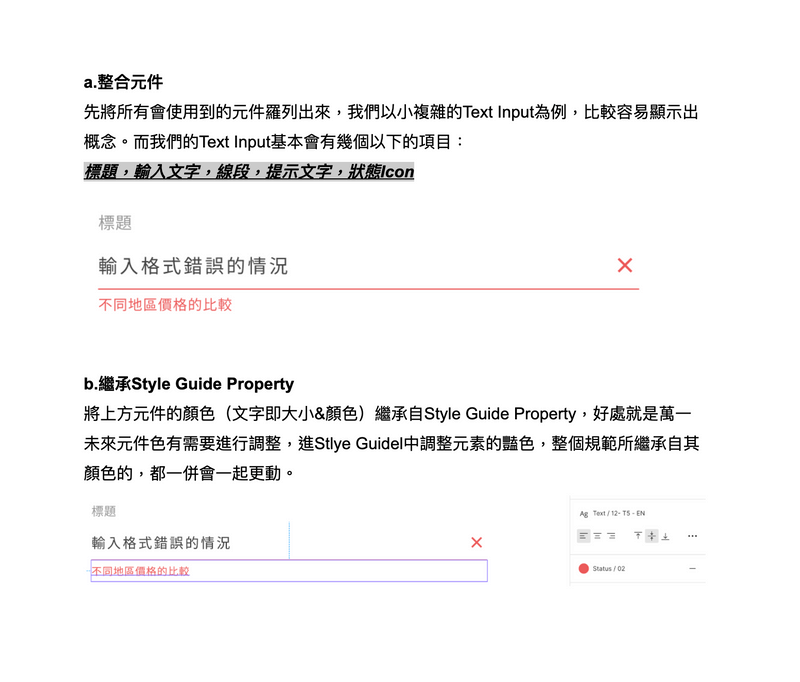 a.整合元件
先將所有會使用到的元件羅列出來，我們以小複雜的Text Input為例，比較容易顯示出
概念。而我們的Text Input基本會有幾個以下的項目：
標題，輸入文字，線段，提示文字，狀態Icon
標題
輸入格式錯誤的情況
不同地區價格的比較
b.繼承Style Guide Property
將上方元件的顏色（文字即大小&顏色）繼承自Style Guide Property，好處就是萬一
未來元件色有需要進行調整，進Stlye Guidel中調整元素的豔色，整個規範所繼承自其
顏色的，都一併會一起更動。
標題
輸入格式錯誤的情況
不同地區價格的比較
Ag Text / 12- T5 - EN
Status / 02